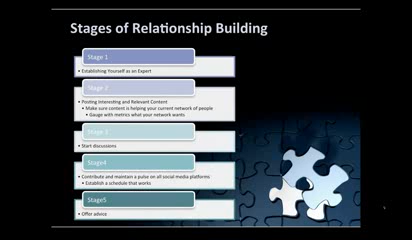 Stages of Relationship Building
Stage 1
• Establishing Yourself as an Expert
Stage 2
• Posting Interesting and Relevant Content
• Make sure content is helping your current network of people
• Gauge with metrics what your network wants
Stage 3
• Start discussions
Stage4
• Contribute and maintain a pulse on all social media platforms
• Establish a schedule that works
Stage5
• Offer advice